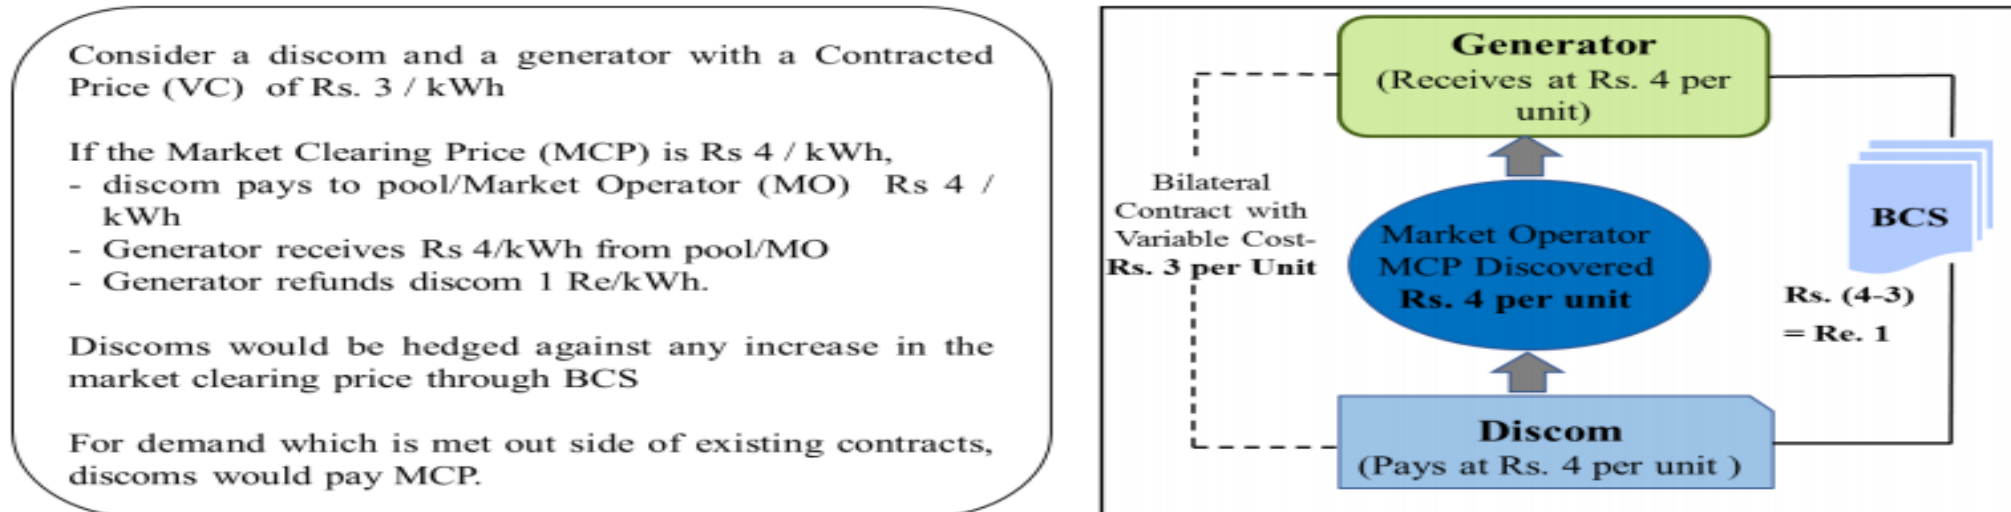 Consider a discom and a generator with a Contracted
Price (VC) of Rs. 3 / kWh
If the Market Clearing Price (MCP) is Rs 4 / kWh,
- discom pays to pool/Market Operator (MO) Rs 4 /
kWh
- Generator receives Rs 4/kWh from pool/MO
- Generator refunds discom 1 Re/kWh.
Discoms would be hedged against any increase in the
market clearing price through BCS
For demand which is met out side of existing contracts,
discoms would pay MCP.
Generator
(Receives at Rs. 4 per
unit)
Bilateral
Contract with
Variable Cost-
Rs. 3 per Unit
Market Operator
MCP Discovered
Rs. 4 per unit
BCS
Rs. (4-3)
= Re. 1
Discom
(Pays at Rs. 4 per unit )